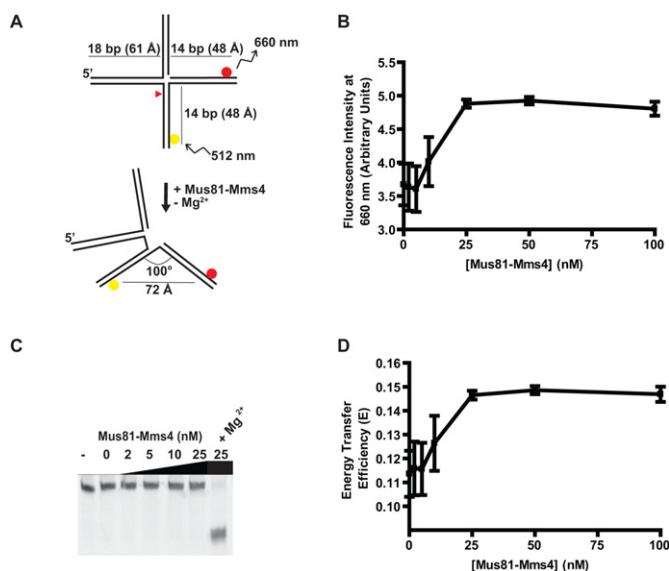 A
18 bp (61 Å) 14 bp (48 Å)
660 nm
5'
14 bp (48 Å)
512 nm
+ Mus81-Mms4
- Mg²⁺
5'
100°
72 Å
B
Fluorescence Intensity at
660 nm (Arbitrary Units)
5.0
4.5
4.0
3.5
3.0
0 25 50 75 100
[Mus81-Mms4] (nM)
C
Mus81-Mms4 (nM)
+ Mg²⁺
- 0 2 5 10 25 25
D
Energy Transfer
Efficiency (E)
0.16
0.15
0.14
0.13
0.12
0.11
0.10
0 25 50 75 100
[Mus81-Mms4] (nM)